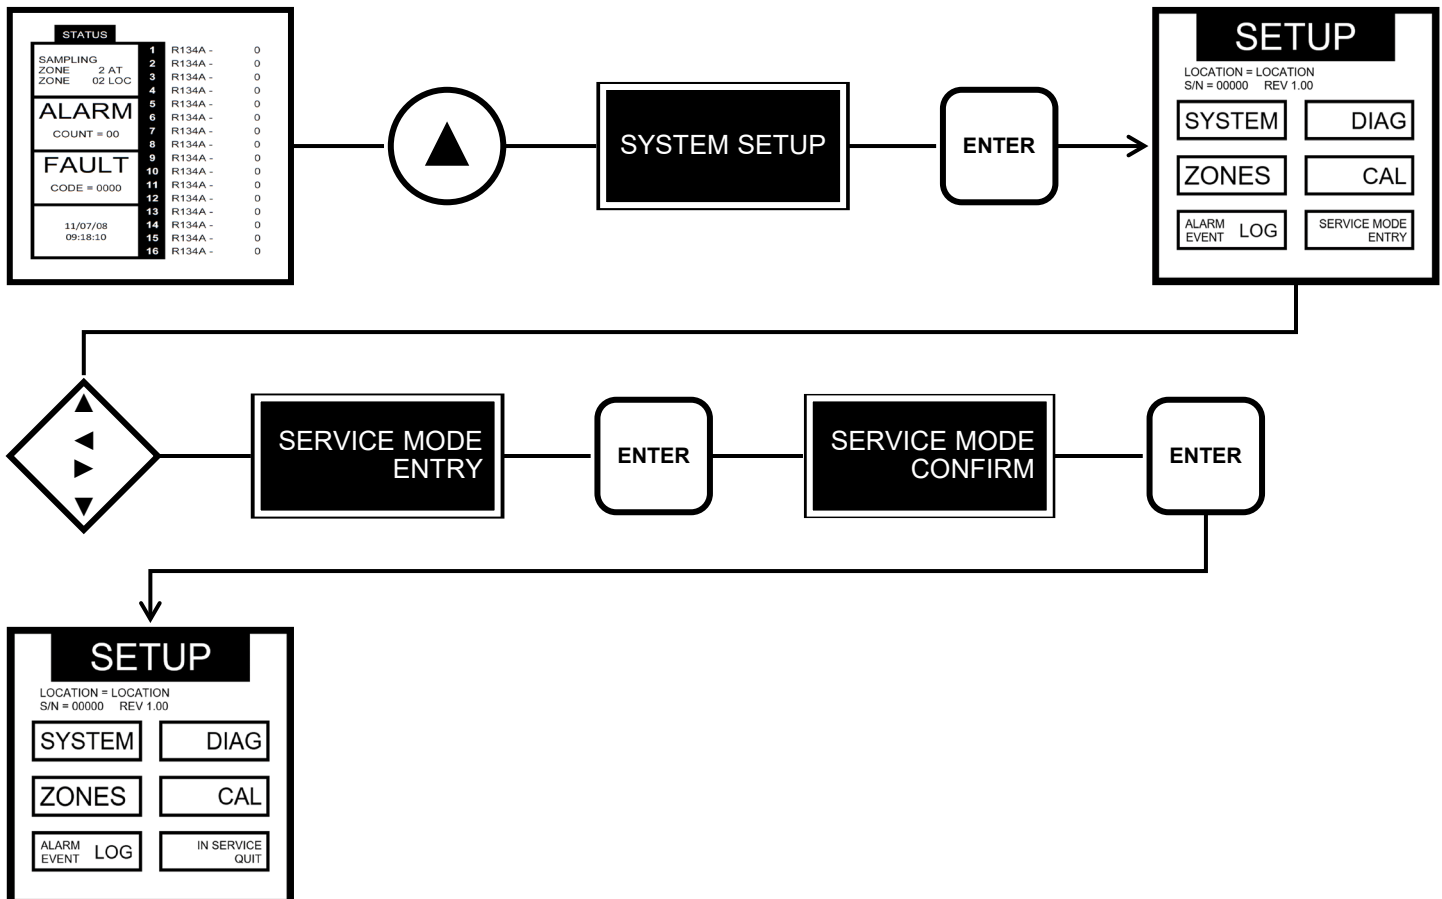 STATUS
SAMPLING
ZONE 2 AT
ZONE 02 LOC
ALARM
COUNT = 00
FAULT
CODE = 0000
11/07/08
09:18:10
1 R134A - 0
2 R134A - 0
3 R134A - 0
4 R134A - 0
5 R134A - 0
6 R134A - 0
7 R134A - 0
8 R134A - 0
9 R134A - 0
10 R134A - 0
11 R134A - 0
12 R134A - 0
13 R134A - 0
14 R134A - 0
15 R134A - 0
16 R134A - 0
SYSTEM SETUP
ENTER
SETUP
LOCATION = LOCATION
S/N = 00000 REV 1.00
SYSTEM
DIAG
ZONES
CAL
ALARM
EVENT
LOG
SERVICE MODE
ENTRY
SERVICE MODE
ENTRY
ENTER
SERVICE MODE
CONFIRM
ENTER
SETUP
LOCATION = LOCATION
S/N = 00000 REV 1.00
SYSTEM
DIAG
ZONES
CAL
ALARM
EVENT
LOG
IN SERVICE
QUIT